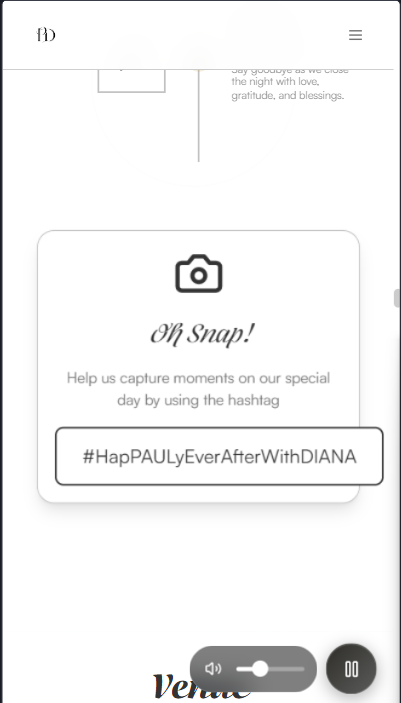 PD
Say goodbye as we close
the night with love,
gratitude, and blessings.
Oh Snap!
Help us capture moments on our special
day by using the hashtag
#HapPAULyEverAfterWithDIANA
Venue